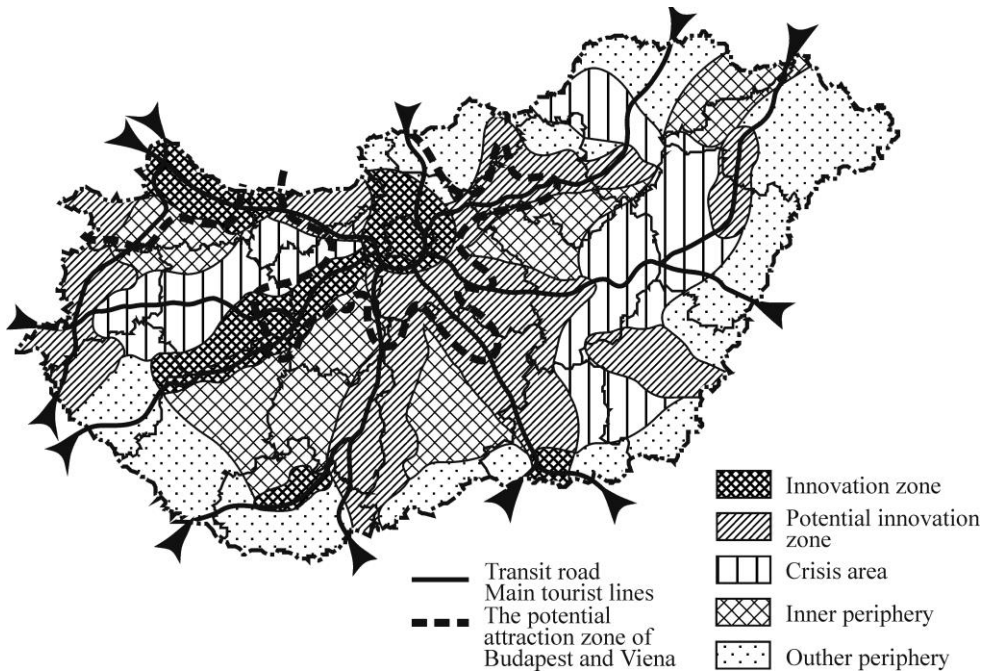 Transit road
Main tourist lines
The potential
attraction zone of
Budapest and Viena
Innovation zone
Potential innovation
zone
Crisis area
Inner periphery
Outher periphery